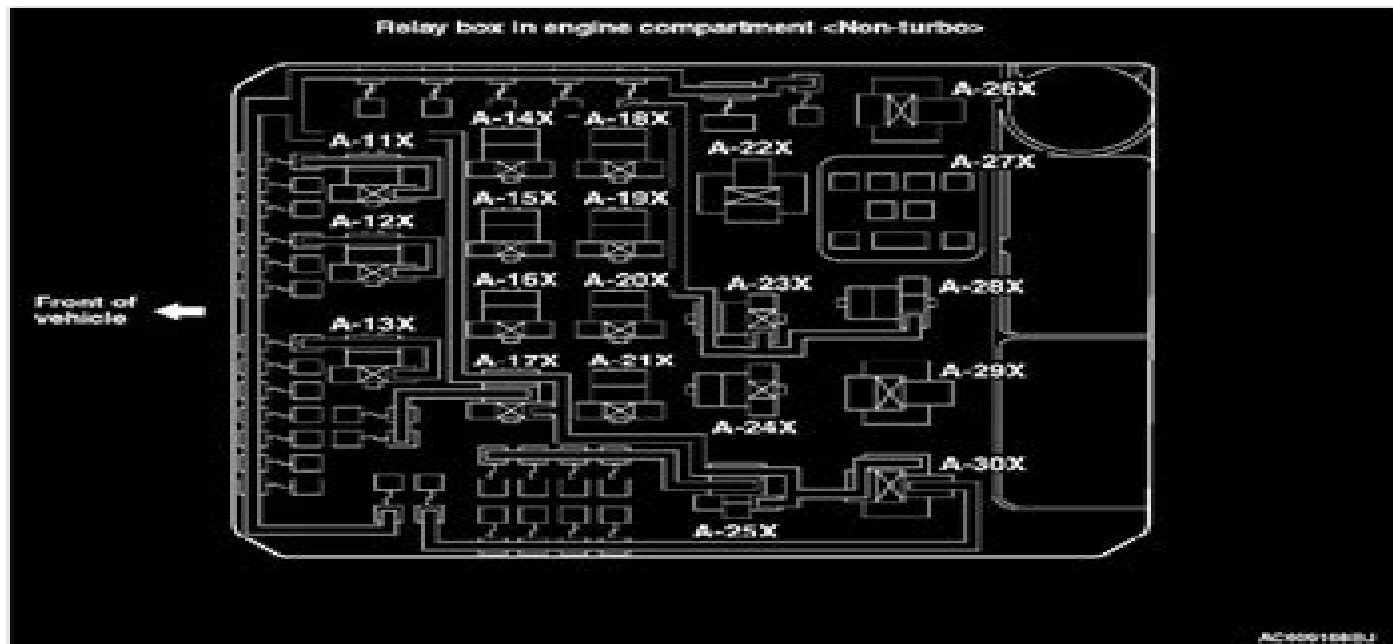 Relay box in engine compartment <Non-turbo>
A-26X
A-14X A-18X
A-11X
A-22X
A-27X
A-15X A-19X
A-12X
A-16X A-20X A-23X A-28X
Front of
vehicle
A-13X
A-17X A-21X
A-29X
A-24X
A-30X
A-25X